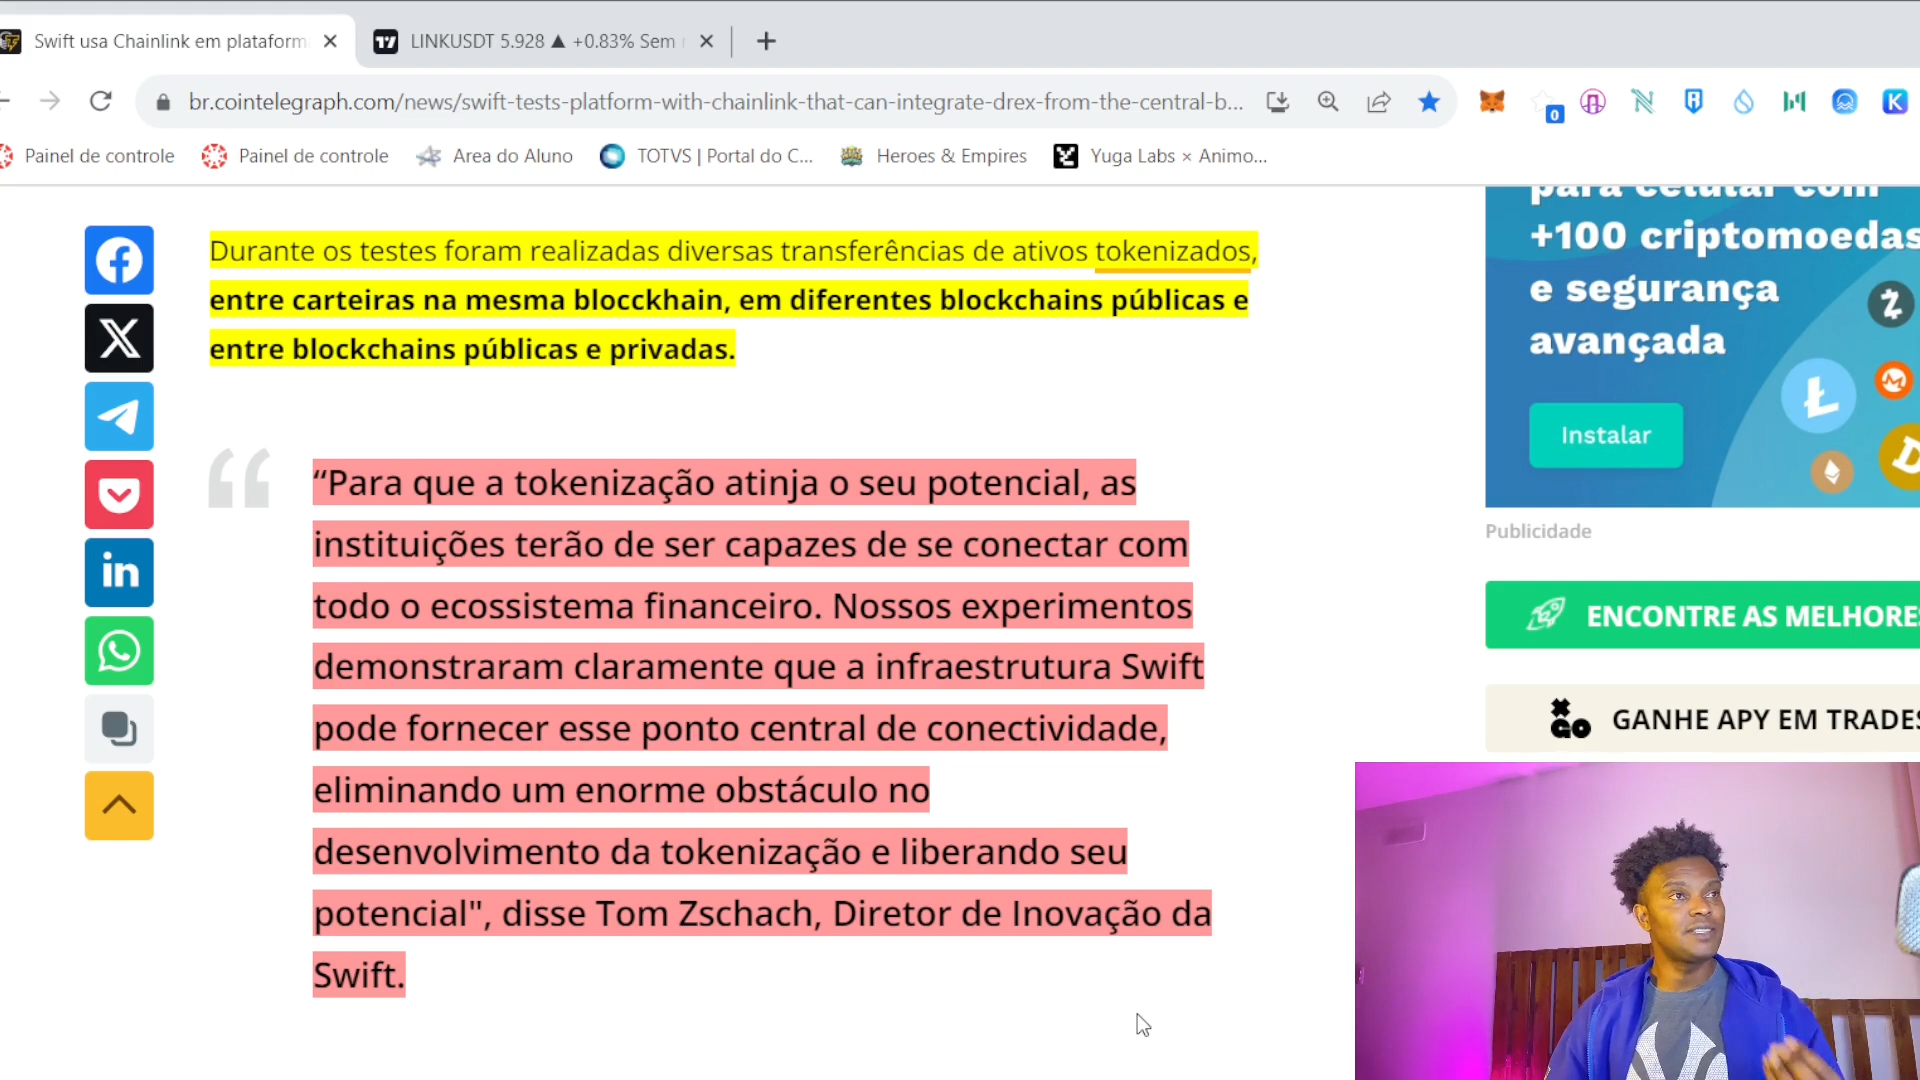 Swift usa Chainlink em plataform
LINKUSDT 5.928 ▲ +0.83% Sem
br.cointelegraph.com/news/swift-tests-platform-with-chainlink-that-can-integrate-drex-from-the-central-b...
0
K
Painel de controle
Painel de controle
Area do Aluno
TOTVS | Portal do C...
Heroes & Empires
Yuga Labs × Animo...
Durante os testes foram realizadas diversas transferências de ativos tokenizados,
entre carteiras na mesma blocckhain, em diferentes blockchains públicas e
entre blockchains públicas e privadas.
“Para que a tokenização atinja o seu potencial, as
instituições terão de ser capazes de se conectar com
todo o ecossistema financeiro. Nossos experimentos
demonstraram claramente que a infraestrutura Swift
pode fornecer esse ponto central de conectividade,
eliminando um enorme obstáculo no
desenvolvimento da tokenização e liberando seu
potencial", disse Tom Zschach, Diretor de Inovação da
Swift.
para celular com
+100 criptomoedas
e segurança
avançada
Instalar
Publicidade
ENCONTRE AS MELHORES
GANHE APY EM TRADES